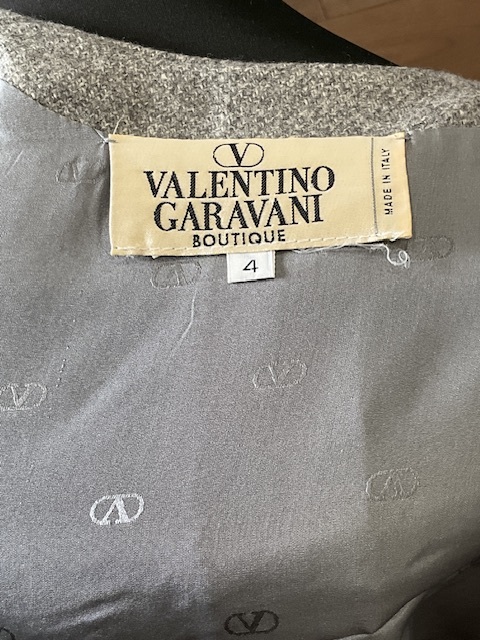 V
VALENTINO
GARAVANI
BOUTIQUE
MADE IN ITALY
4